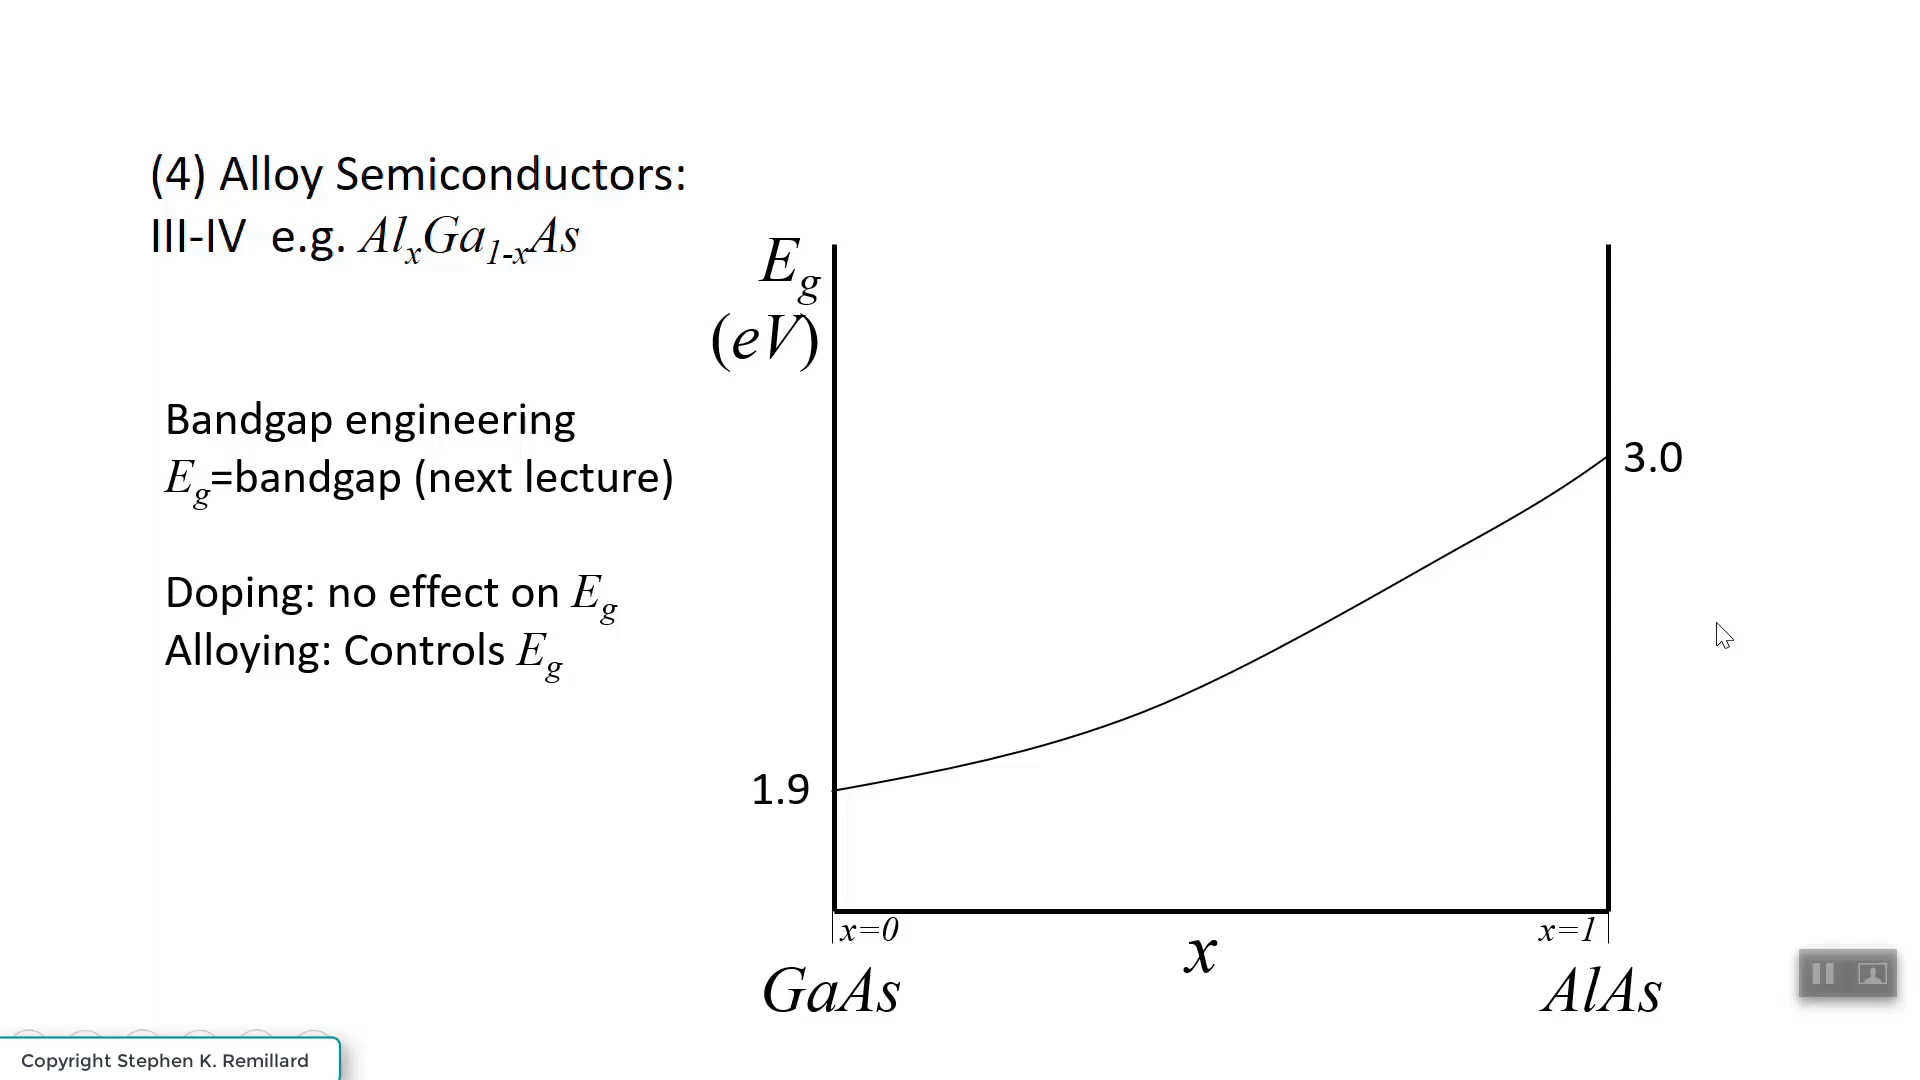 (4) Alloy Semiconductors:
III-IV e.g. AlxGa1-xAs
Bandgap engineering
Eg=bandgap (next lecture)
Doping: no effect on Eg
Alloying: Controls Eg
Eg
(eV)
3.0
1.9
x=0
x=1
x
GaAs
AlAs
Copyright Stephen K. Remillard